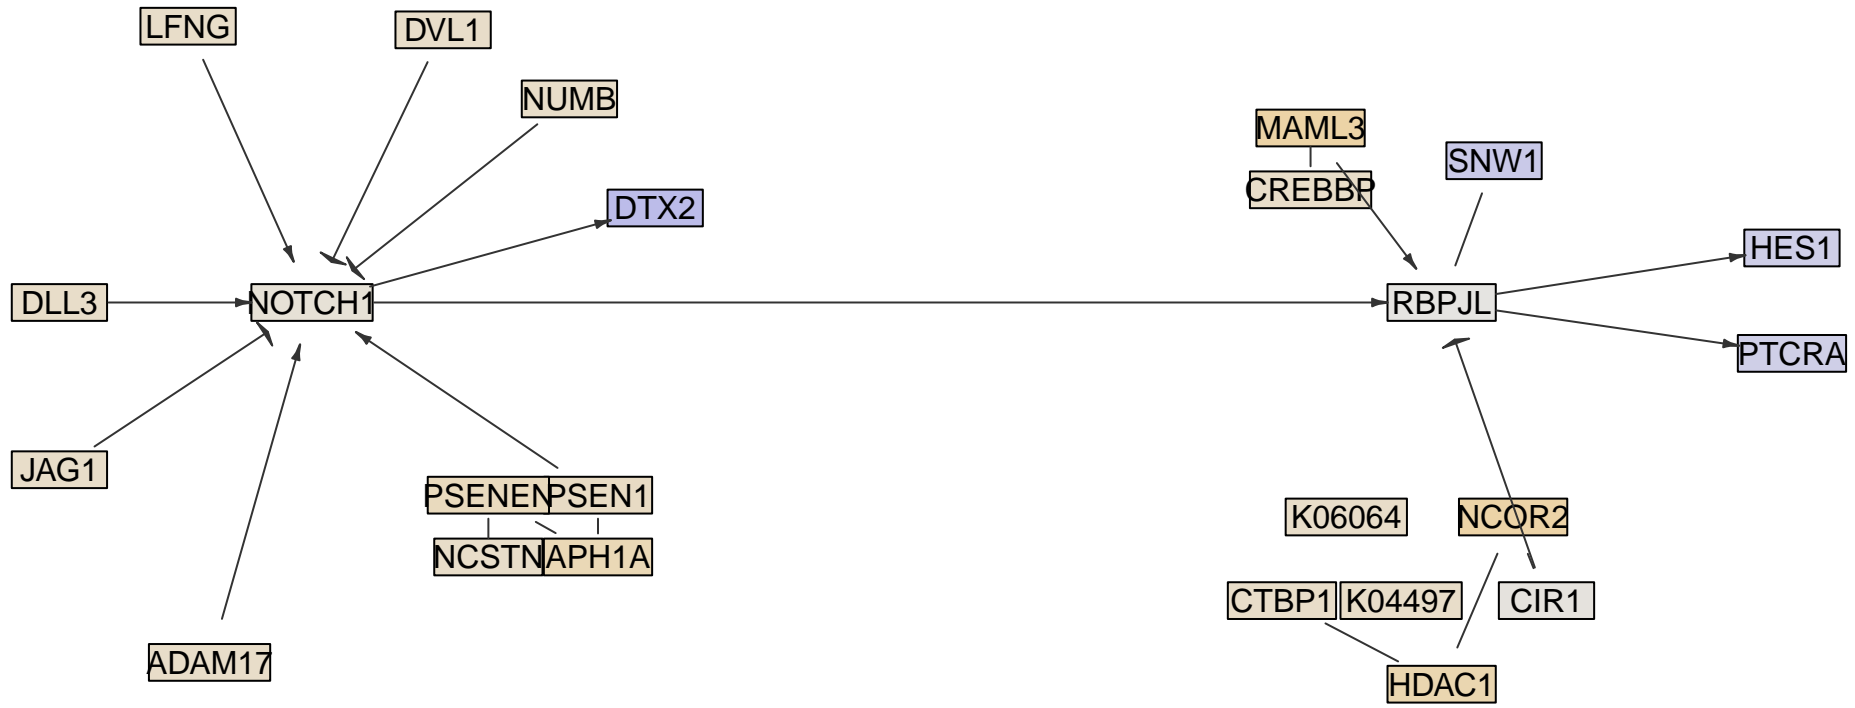 LFNG
DVL1
NUMB
MAML3
SNW1
CREBBP
DTX2
HES1
DLL3
NOTCH1
RBPJL
PTCRA
JAG1
PSENEN
PSEN1
K06064
NCOR2
NCSTN
APH1A
CTBP1
K04497
CIR1
ADAM17
HDAC1